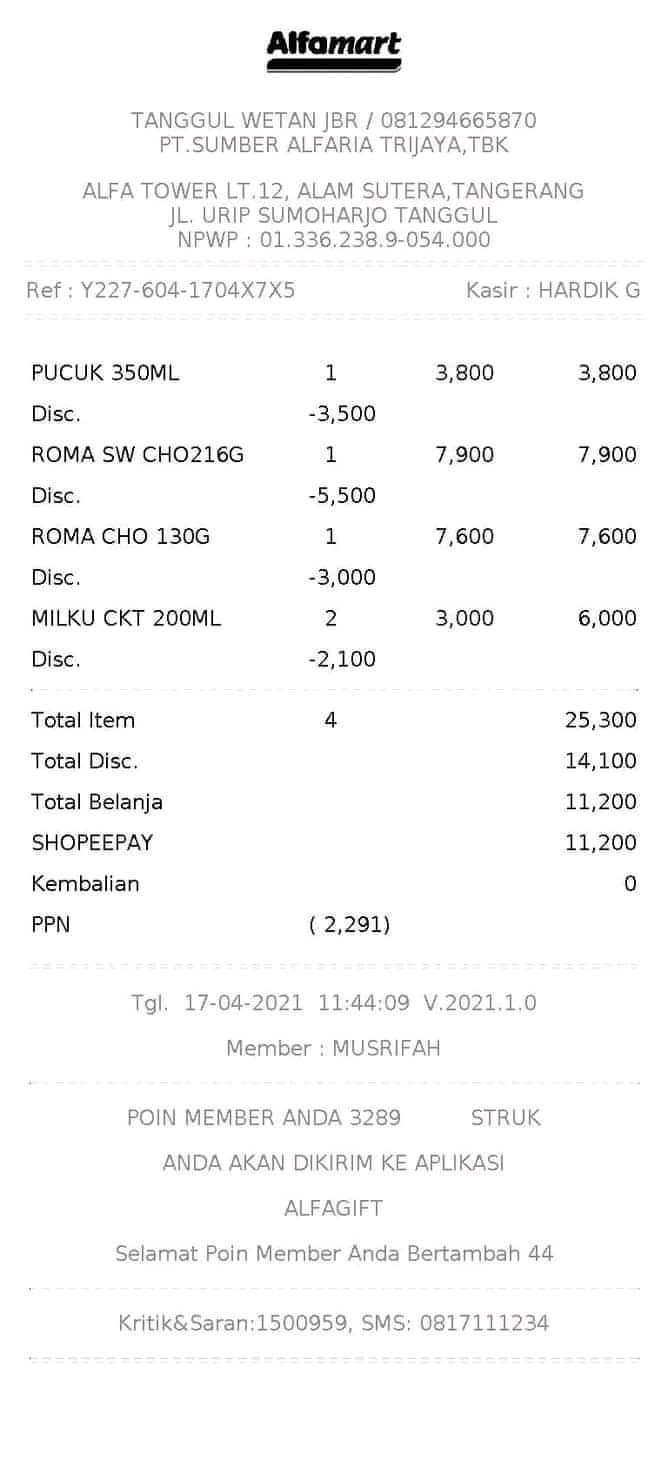 Alfamart
TANGGUL WETAN JBR / 081294665870
PT.SUMBER ALFARIA TRIJAYA,TBK
ALFA TOWER LT.12, ALAM SUTERA,TANGERANG
JL. URIP SUMOHARJO TANGGUL
NPWP : 01.336.238.9-054.000
Ref : Y227-604-1704X7X5 Kasir : HARDIK G
PUCUK 350ML 1 3,800 3,800
Disc. -3,500
ROMA SW CHO216G 1 7,900 7,900
Disc. -5,500
ROMA CHO 130G 1 7,600 7,600
Disc. -3,000
MILKU CKT 200ML 2 3,000 6,000
Disc. -2,100
Total Item 4 25,300
Total Disc. 14,100
Total Belanja 11,200
SHOPEEPAY 11,200
Kembalian 0
PPN ( 2,291)
Tgl. 17-04-2021 11:44:09 V.2021.1.0
Member : MUSRIFAH
POIN MEMBER ANDA 3289 STRUK
ANDA AKAN DIKIRIM KE APLIKASI
ALFAGIFT
Selamat Poin Member Anda Bertambah 44
Kritik&Saran:1500959, SMS: 0817111234